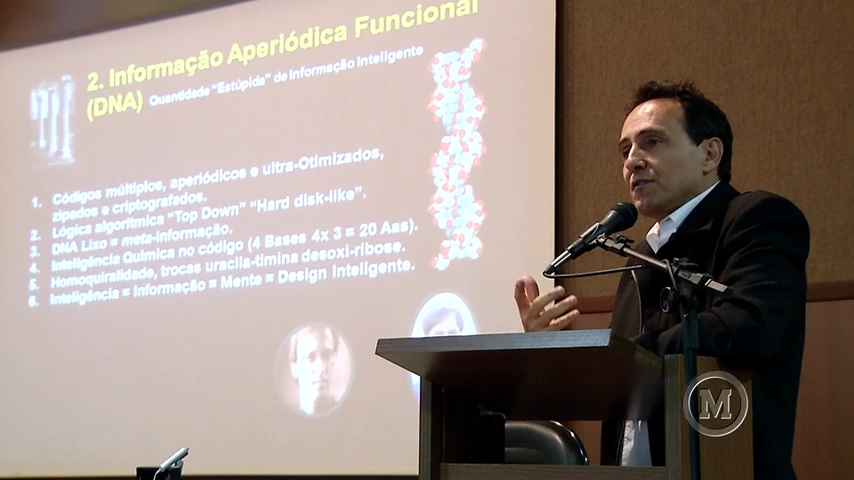 2. Informação Aperiódica Funcional
(DNA) Quantidade "Estúpida" de Informação Inteligente
1. Códigos múltiplos, aperiódicos e ultra-Otimizados,
zipados e criptografados.
2. Lógica algorítmica "Top Down" "Hard disk-like".
3. DNA Lixo = meta-informação.
4. Inteligência Química no código (4 Bases 4x 3 = 20 Aas).
5. Homoquiralidade, trocas uracila-timina desoxi-ribose.
6. Inteligência = Informação = Mente = Design Inteligente.
M